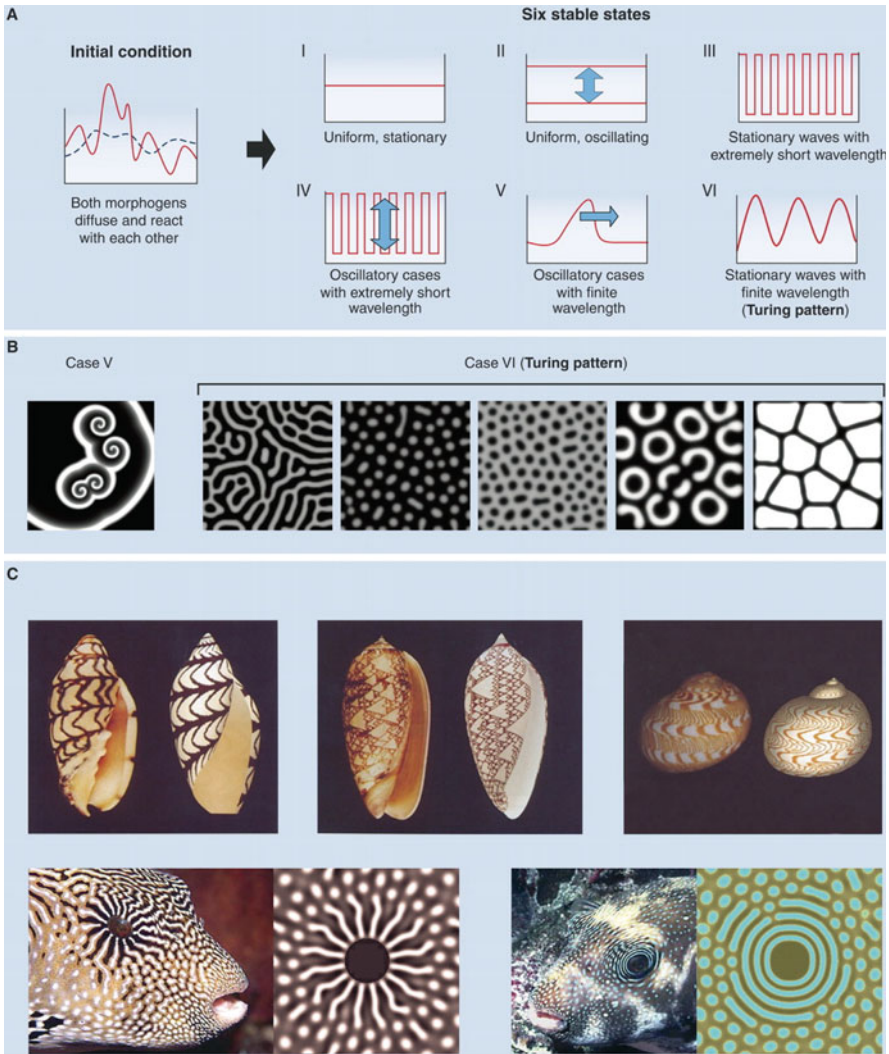 A
Six stable states
Initial condition
Both morphogens
diffuse and react
with each other
I
Uniform, stationary
II
Uniform, oscillating
III
Stationary waves with
extremely short wavelength
IV
Oscillatory cases
with extremely short
wavelength
V
Oscillatory cases
with finite
wavelength
VI
Stationary waves with
finite wavelength
(Turing pattern)
B
Case V
Case VI (Turing pattern)
C